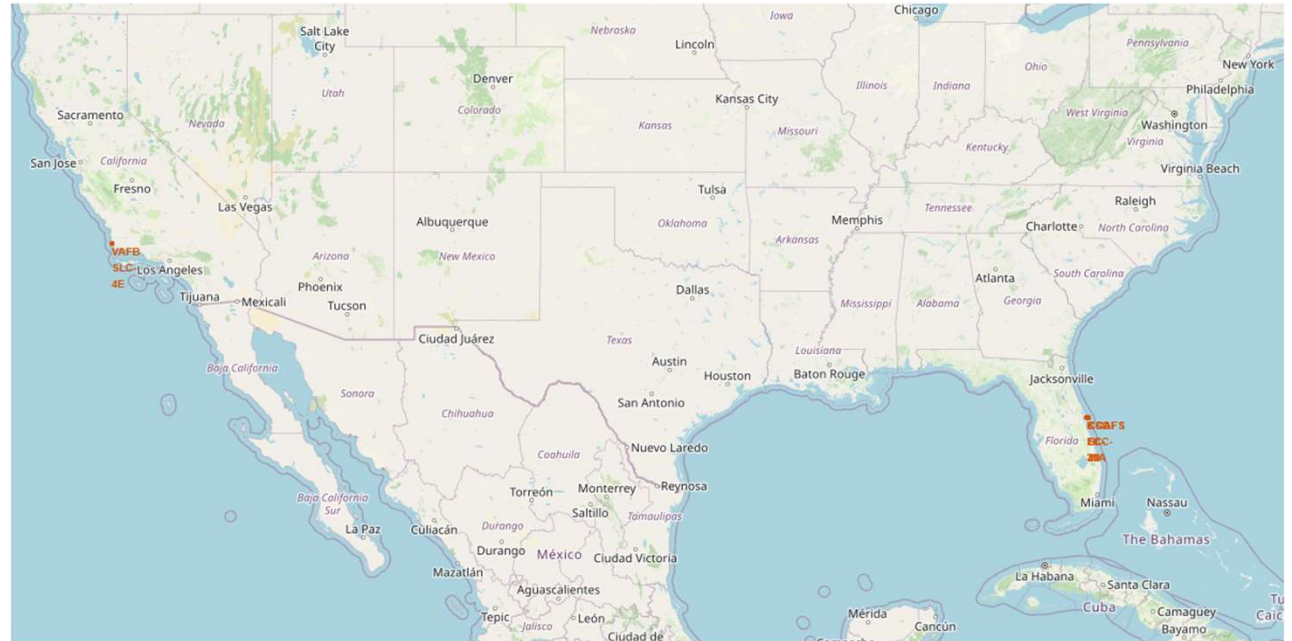 Chicago
Iowa
Salt Lake
City
Nebraska
Lincoln
Pennsylvania
New York
Ohio
Denver
Utah
Illinois
Indiana
Philadelphia
Kansas City
Colorado
Sacramento
Nevada
Kansas
Missouri
West Virginia
Washington
Virginia
Kentucky
San Jose
California
Virginia Beach
Fresno
Tulsa
Las Vegas
Raleigh
Tennessee
Albuquerque
Oklahoma
Memphis
Charlotte
North Carolina
Arkansas
VAFB
SLC-
4E
Arizona
New Mexico
Los Angeles
South Carolina
Atlanta
Phoenix
Dallas
Tijuana
Mexicali
Tucson
Mississippi
Alabama
Georgia
Ciudad Juárez
Texas
Louisiana
Austin
Baja California
Houston
Baton Rouge
Jacksonville
Sonora
San Antonio
Chihuahua
Florida
Nuevo Laredo
Coahuila
Reynosa
Torreón
Monterrey
Baja California
Sur
Saltillo
Miami
Nassau
Tamaulipas
La Paz
Culiacán
Durango
The Bahamas
Durango
México
Ciudad Victoria
Mazatlán
La Habana
Santa Clara
Aguascalientes
Cuba
Camagüey
Tepic
León
Mérida
Cancún
Bayamo
Jalisco
Ciudad de